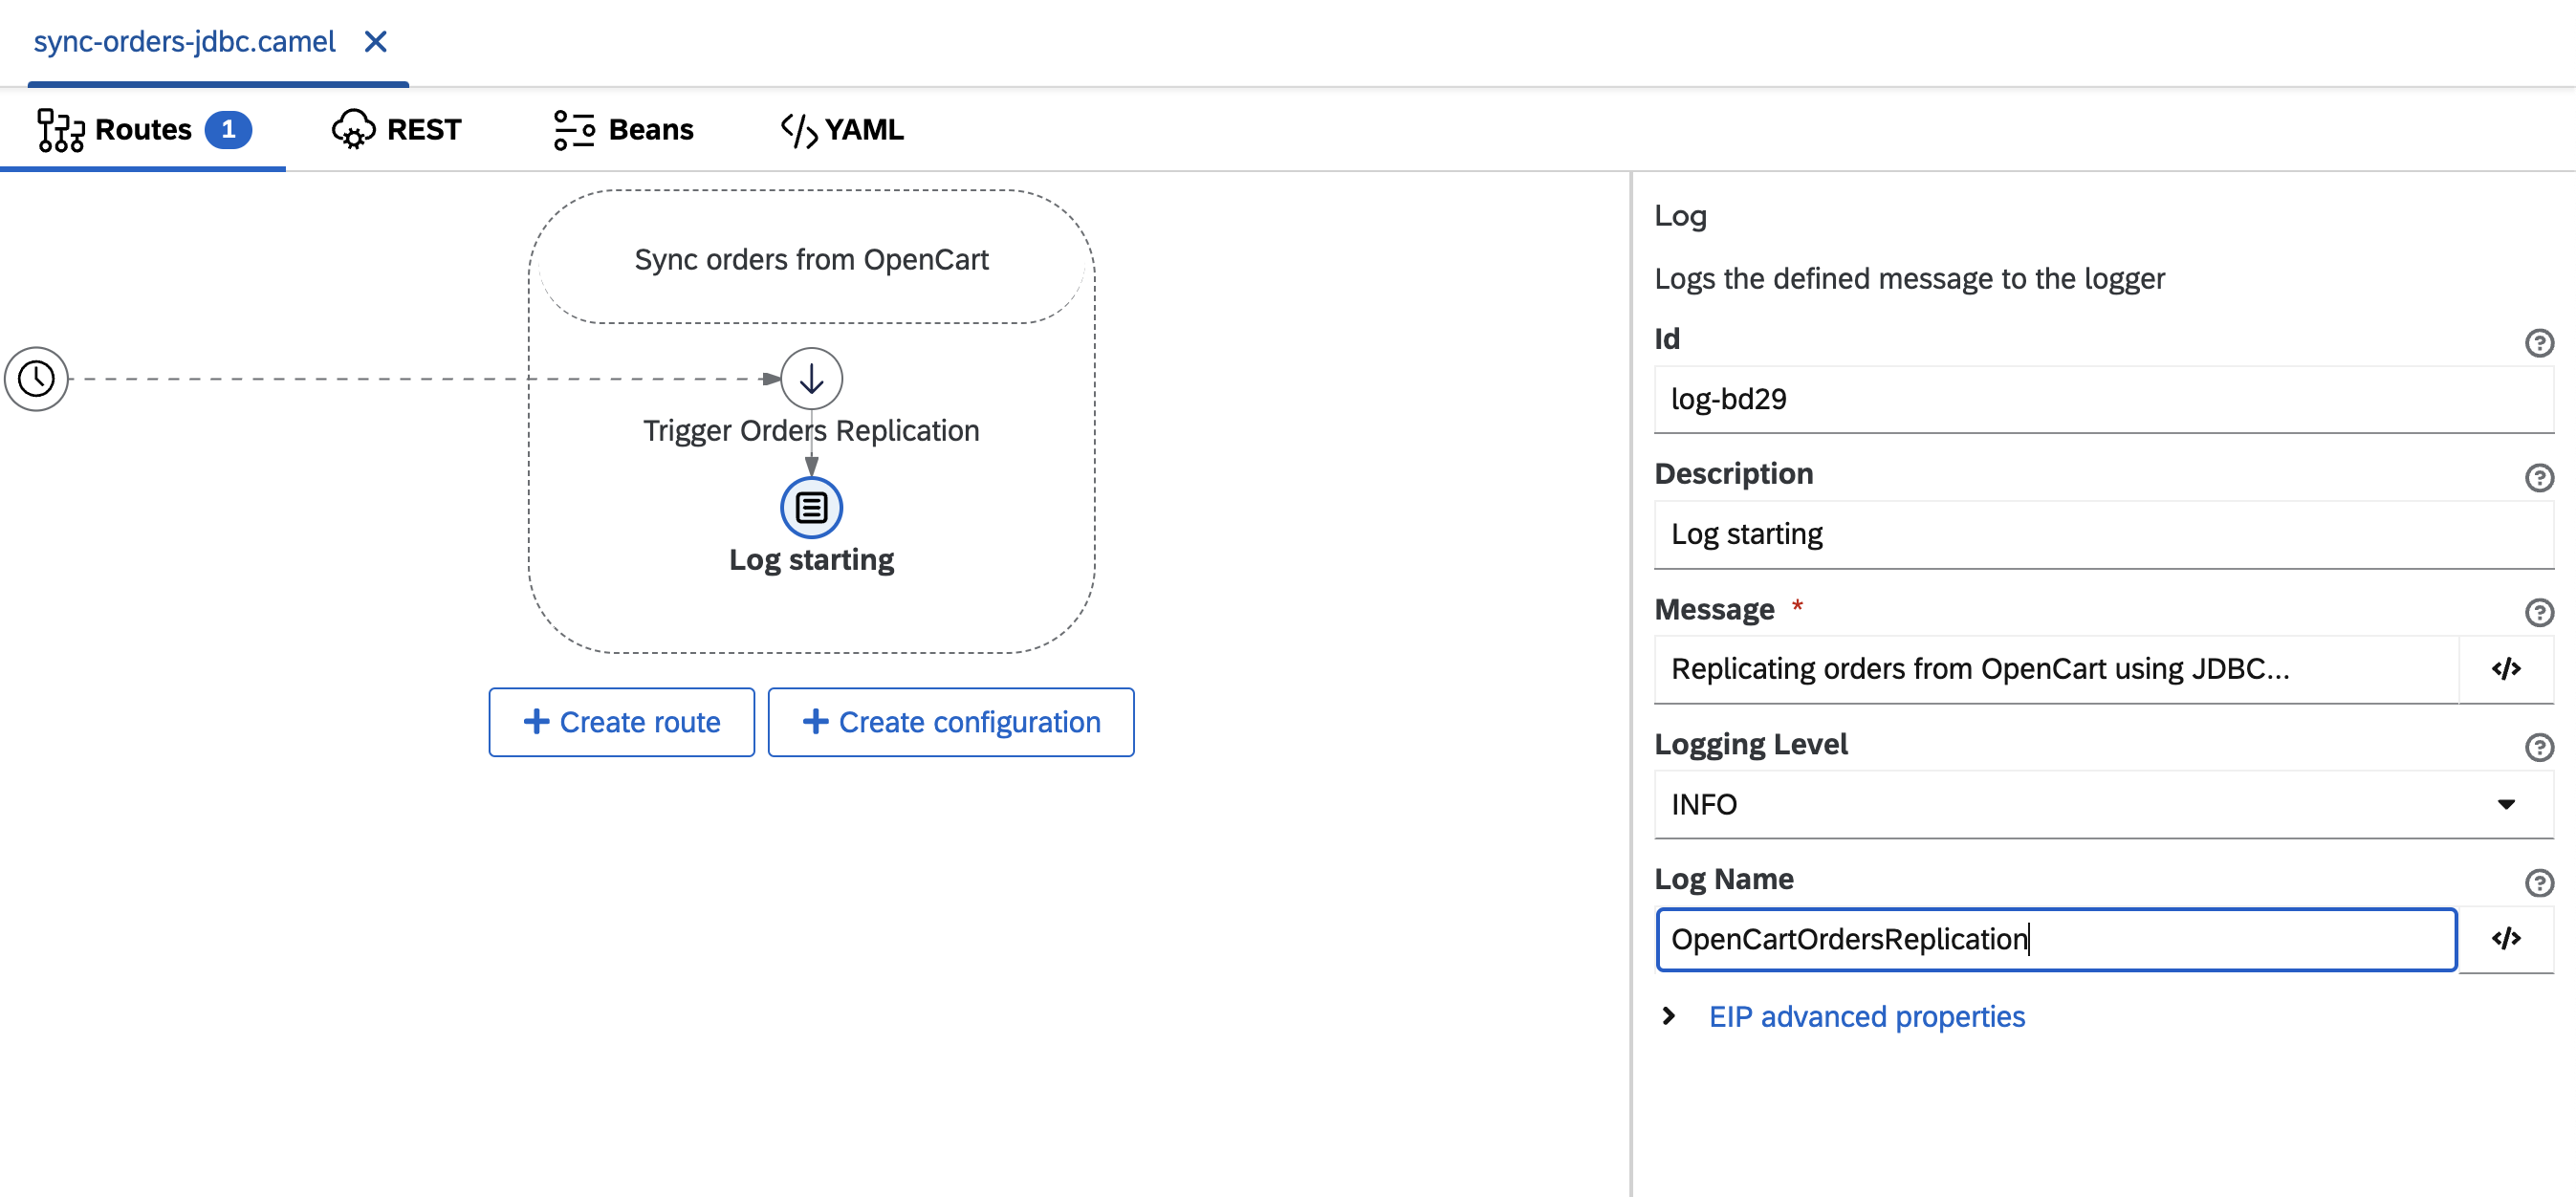 sync-orders-jdbc.camel
Routes 1 REST Beans YAML
Sync orders from OpenCart
Trigger Orders Replication
Log starting
Create route Create configuration
Log
Logs the defined message to the logger
Id
log-bd29
Description
Log starting
Message *
Replicating orders from OpenCart using JDBC...
Logging Level
INFO
Log Name
OpenCartOrdersReplication
EIP advanced properties